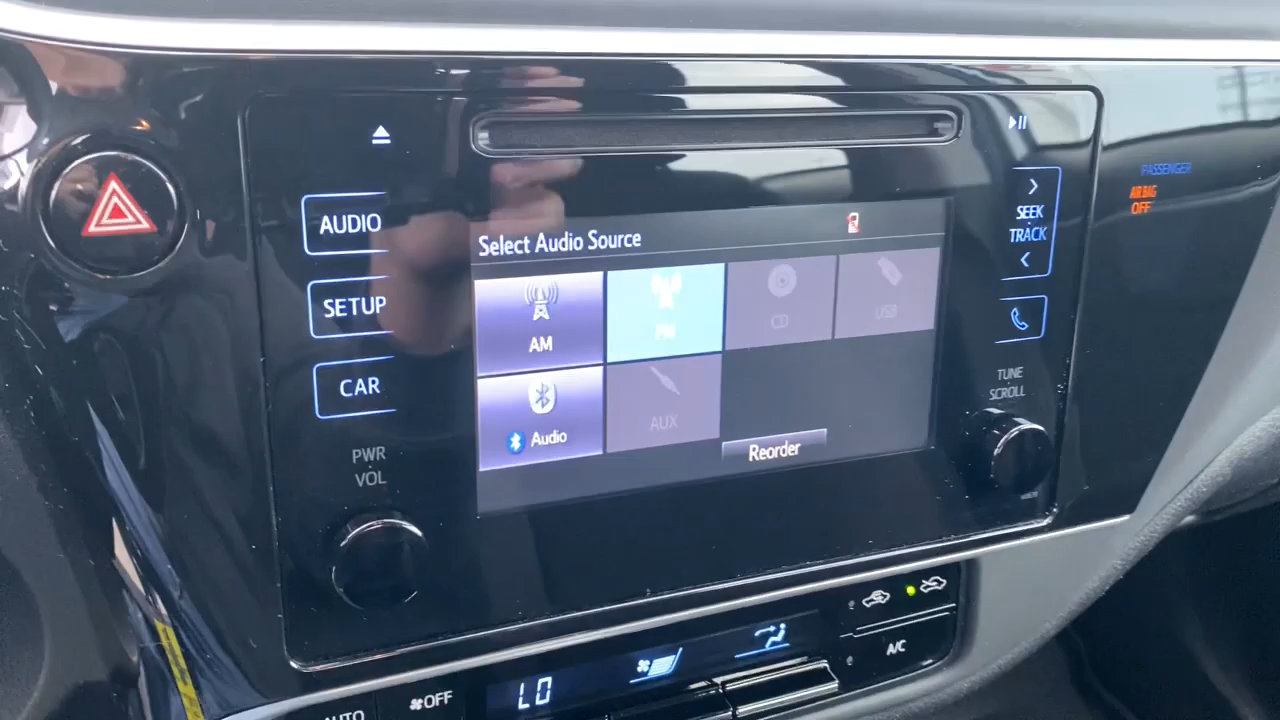 AUDIO
SETUP
CAR
PWR
VOL
Select Audio Source
AM
FM
CD
USB
Audio
AUX
Reorder
SEEK
TRACK
TUNE
SCROLL
PASSENGER
AIR BAG
OFF
AUTO
OFF
LO
A/C